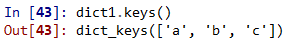 In [43]: dict1.keys()
Out[43]: dict_keys(['a', 'b', 'c'])